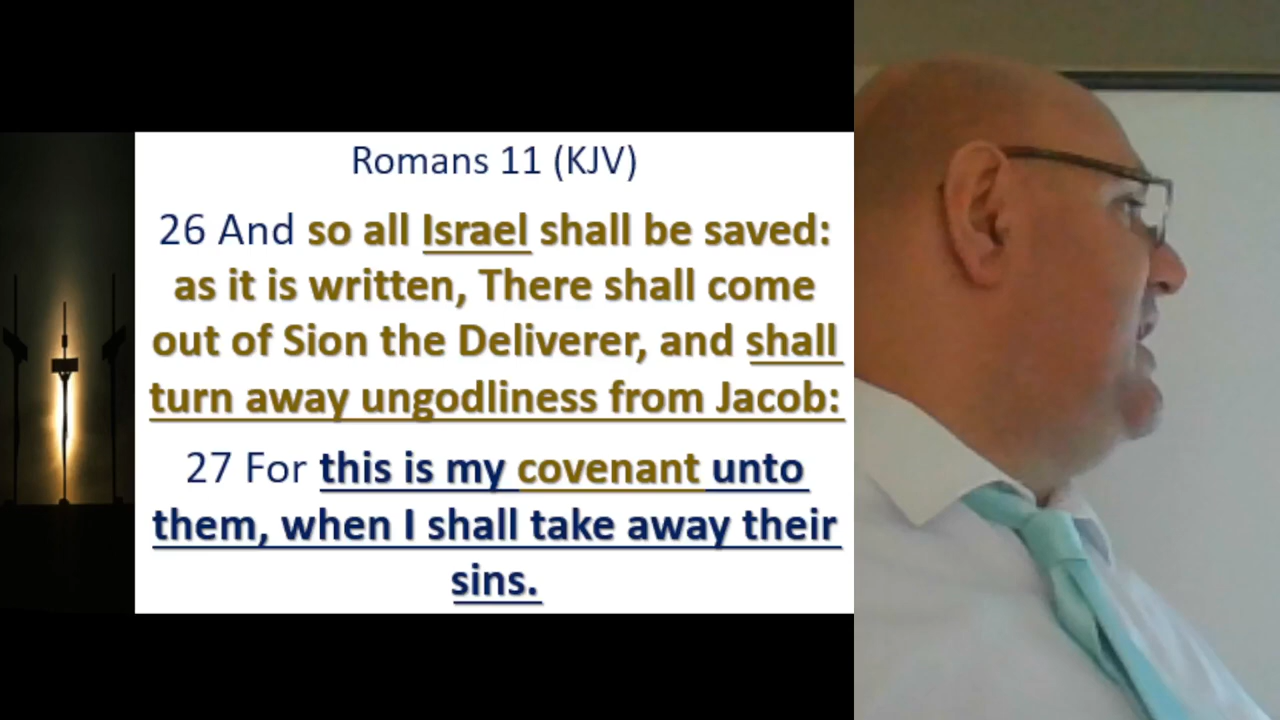 Romans 11 (KJV)
26 And so all Israel shall be saved:
as it is written, There shall come
out of Sion the Deliverer, and shall
turn away ungodliness from Jacob:
27 For this is my covenant unto
them, when I shall take away their
sins.